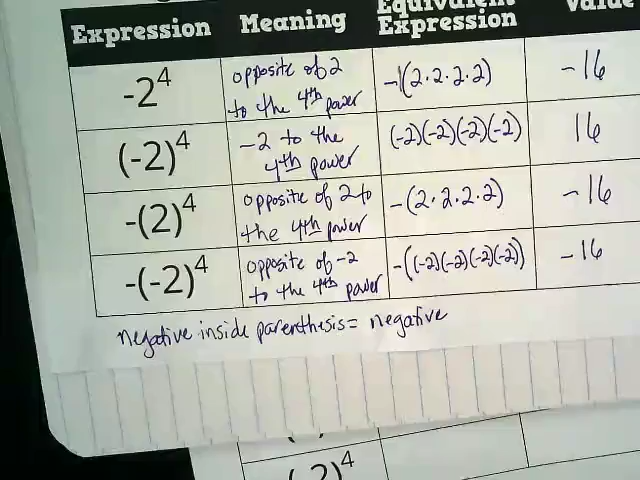 Expression Meaning Equivalent Expression Value
-2⁴ opposite of 2 to the 4th power -1(2·2·2·2) -16
(-2)⁴ -2 to the 4th power (-2)(-2)(-2)(-2) 16
-(2)⁴ opposite of 2 to the 4th power -(2·2·2·2) -16
-(-2)⁴ opposite of -2 to the 4th power -((-2)(-2)(-2)(-2)) -16
negative inside parenthesis = negative
(-2)⁴